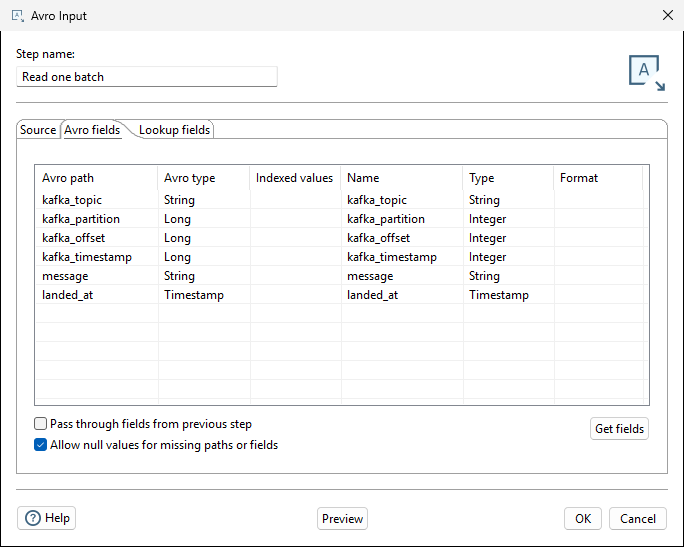 Avro Input
Step name:
Read one batch
A
Source Avro fields Lookup fields
Avro path Avro type Indexed values Name Type Format
kafka_topic String kafka_topic String
kafka_partition Long kafka_partition Integer
kafka_offset Long kafka_offset Integer
kafka_timestamp Long kafka_timestamp Integer
message String message String
landed_at Timestamp landed_at Timestamp
Pass through fields from previous step
Get fields
Allow null values for missing paths or fields
? Help Preview OK Cancel